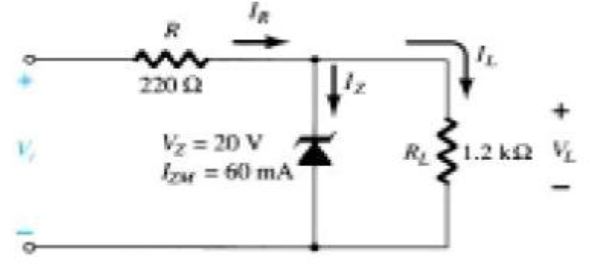 I_R
R
220 Ω
I_Z
I_L
+
V_i
−
V_Z = 20 V
I_ZM = 60 mA
R_L 1.2 kΩ
+
V_L
−